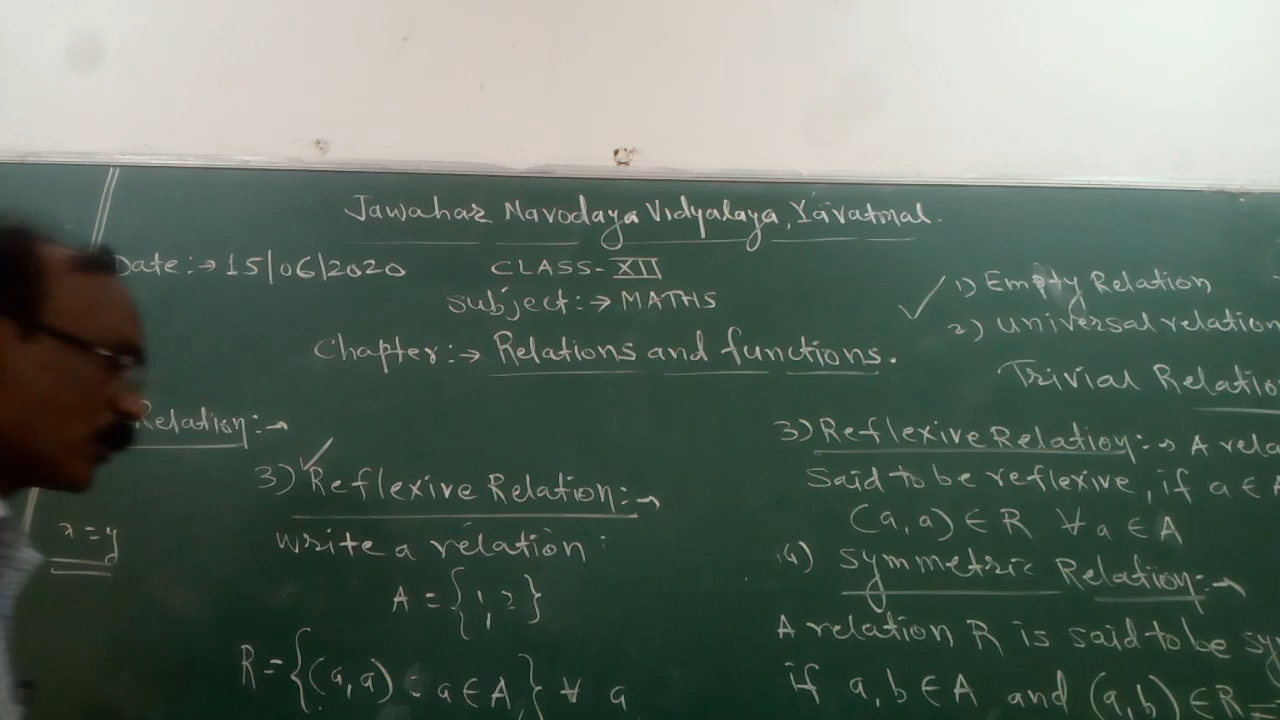 Jawahar Navodaya Vidyalaya, Yavatmal.
Date:→ 15/06/2020
CLASS-XII
Subject:→ MATHS
Chapter:→ Relations and functions.
Relation:→
x=y
3) Reflexive Relation:→
write a relation:
A = {1, 2}
R = {(a,a) : a∈A} ∀ a
1) Empty Relation
2) universal relation
Trivial Relatio
3) Reflexive Relation:→ A rela
Said to be reflexive, if a ∈ A
(a,a) ∈ R ∀ a ∈ A
4) Symmetric Relation:→
A relation R is said to be sy
if a,b ∈ A and (a,b) ∈ R =